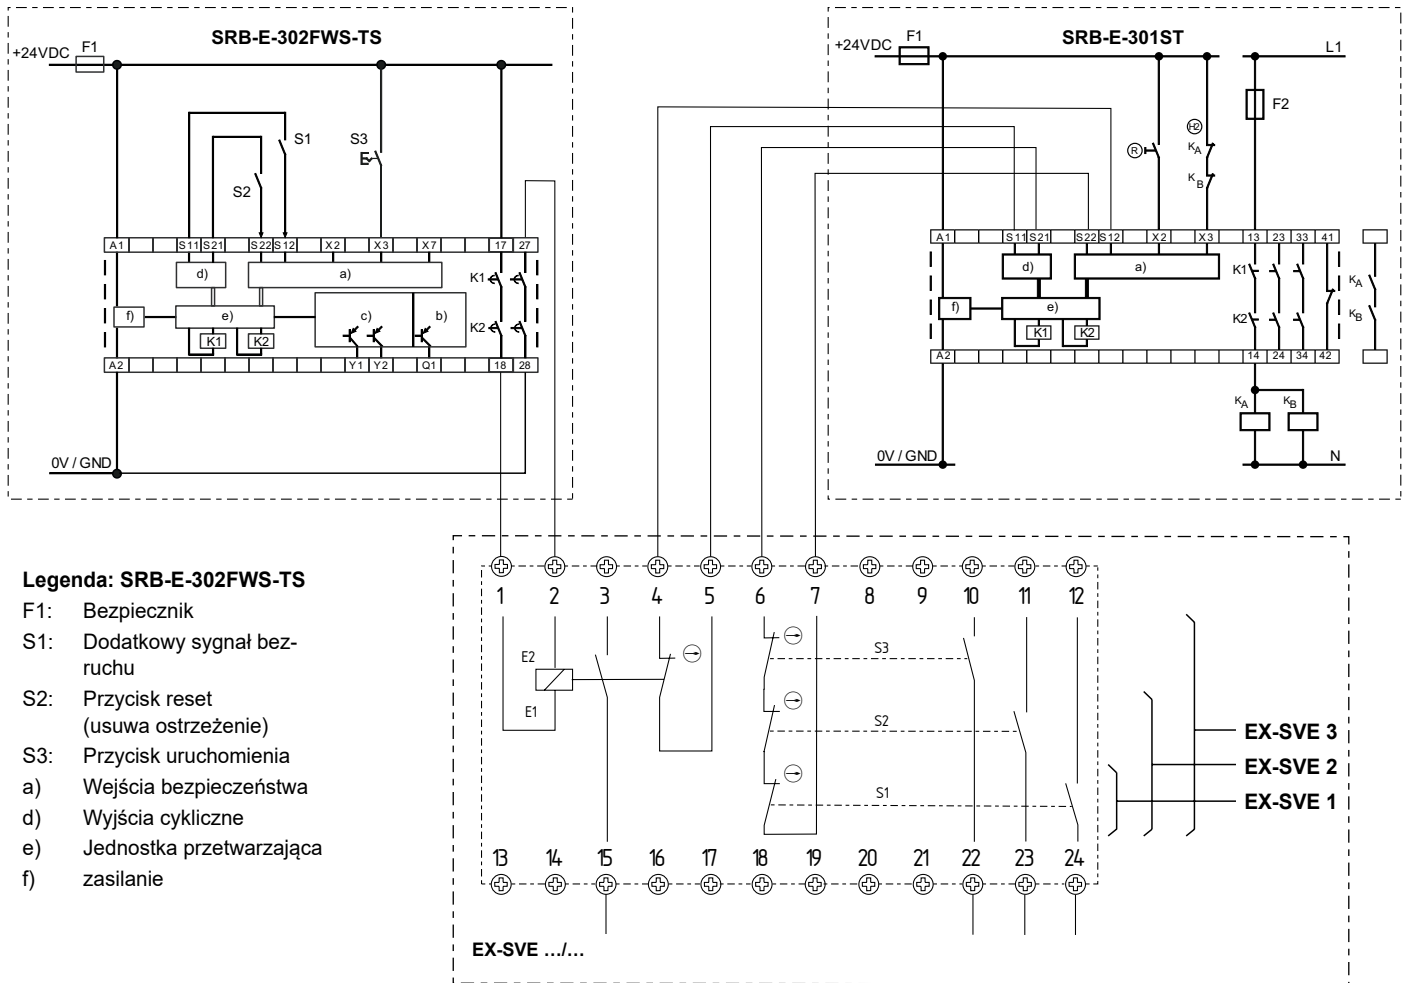 SRB-E-302FWS-TS
+24VDC
F1
S1
S3
E
S2
A1 S11 S21 S22 S12 X2 X3 X7 17 27
d)
a)
K1
f)
e)
c)
b)
K2
K1 K2
A2 Y1 Y2 Q1 18 28
0V / GND
SRB-E-301ST
+24VDC
F1
L1
F2
H2
R
KA
KB
A1 S11 S21 S22 S12 X2 X3 13 23 33 41
d)
a)
K1
KA
f)
e)
K2
KB
K1 K2
A2 14 24 34 42
KA KB
0V / GND
N
Legenda: SRB-E-302FWS-TS
F1: Bezpiecznik
S1: Dodatkowy sygnał bez-
ruchu
S2: Przycisk reset
(usuwa ostrzeżenie)
S3: Przycisk uruchomienia
a) Wejścia bezpieczeństwa
d) Wyjścia cykliczne
e) Jednostka przetwarzająca
f) zasilanie
1 2 3 4 5 6 7 8 9 10 11 12
E2
E1
S3
S2
S1
EX-SVE 3
EX-SVE 2
EX-SVE 1
13 14 15 16 17 18 19 20 21 22 23 24
EX-SVE .../...